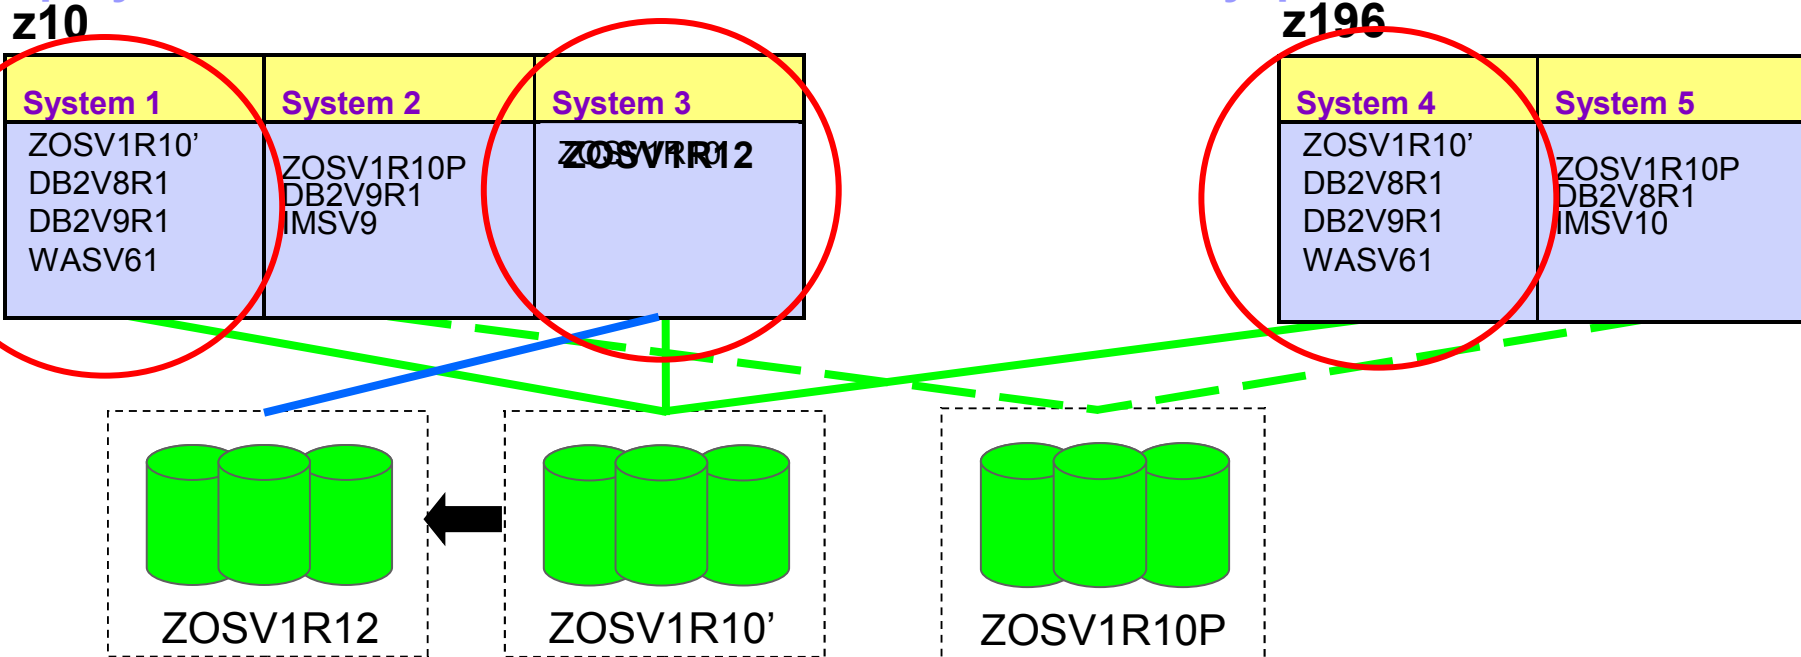 z10
z196
System 1
System 2
System 3
System 4
System 5
ZOSV1R10’
DB2V8R1
DB2V9R1
WASV61
ZOSV1R10P
DB2V9R1
IMSV9
ZOSV1R12
ZOSV1R10’
DB2V8R1
DB2V9R1
WASV61
ZOSV1R10P
DB2V8R1
IMSV10
ZOSV1R12
ZOSV1R10’
ZOSV1R10P